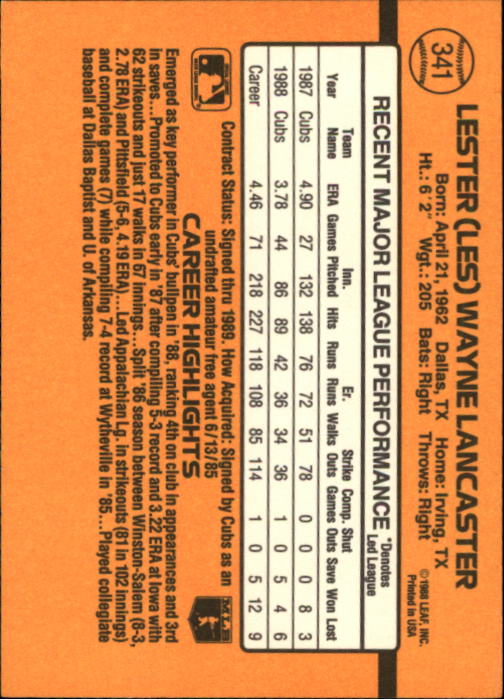 341
LESTER (LES) WAYNE LANCASTER
Born: April 21, 1962 Dallas, TX Home: Irving, TX
Ht.: 6'2" Wgt.: 205 Bats: Right Throws: Right
© 1988 LEAF, INC.
Printed in USA
RECENT MAJOR LEAGUE PERFORMANCE *Denotes Led League
Year Team Name ERA Games Inn. Pitched Hits Runs Er. Runs Walks Strike Outs Comp. Games Shut Outs Save Won Lost
1987 Cubs 4.90 27 132 138 76 72 51 78 0 0 0 8 3
1988 Cubs 3.78 44 86 89 42 36 34 36 1 0 5 4 6
Career 4.46 71 218 227 118 108 85 114 1 0 5 12 9
Contract Status: Signed thru 1989. How Acquired: Signed by Cubs as an
undrafted amateur free agent 6/13/85
MLB
CAREER HIGHLIGHTS
Emerged as key performer in Cubs' bullpen in '88, ranking 4th on club in appearances and 3rd
in saves...Promoted to Cubs early in '87 after compiling 5-3 record and 3.22 ERA at Iowa with
62 strikeouts and just 17 walks in 67 innings...Split '86 season between Winston-Salem (8-3,
2.78 ERA) and Pittsfield (5-6, 4.19 ERA)...Led Appalachian Lg. in strikeouts (81 in 102 innings)
and complete games (7) while compiling 7-4 record at Wytheville in '85...Played collegiate
baseball at Dallas Baptist and U. of Arkansas.